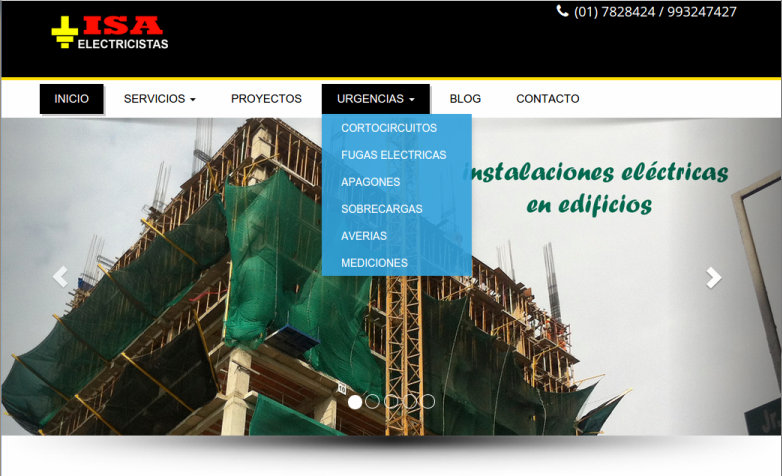 ISA
ELECTRICISTAS
(01) 7828424 / 993247427
INICIO
SERVICIOS
PROYECTOS
URGENCIAS
BLOG
CONTACTO
CORTOCIRCUITOS
FUGAS ELECTRICAS
APAGONES
SOBRECARGAS
AVERIAS
MEDICIONES
instalaciones eléctricas
en edificios